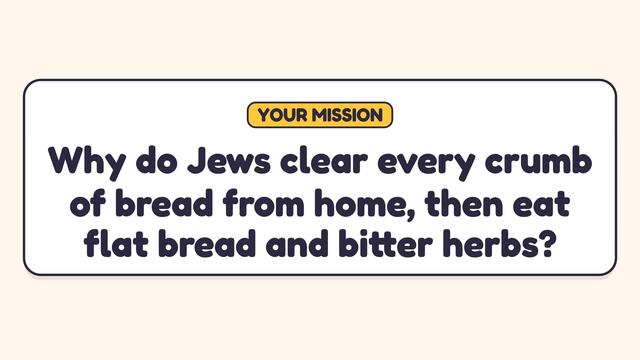 YOUR MISSION
Why do Jews clear every crumb
of bread from home, then eat
flat bread and bitter herbs?